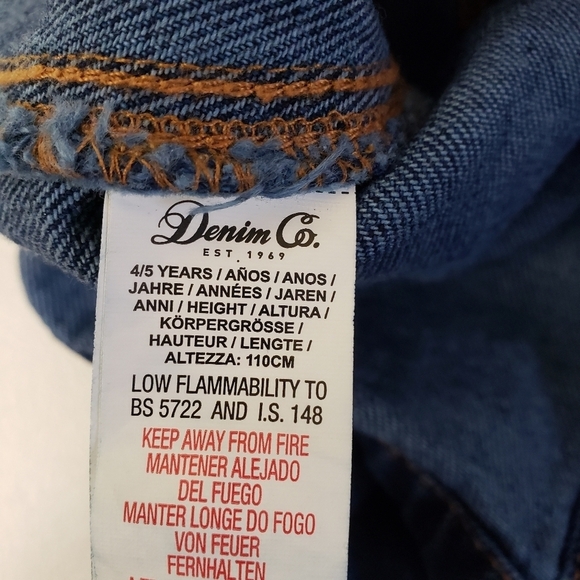 Denim Co.
EST. 1969
4/5 YEARS / AÑOS / ANOS /
JAHRE / ANNÉES / JAREN /
ANNI / HEIGHT / ALTURA /
KÖRPERGRÖSSE /
HAUTEUR / LENGTE /
ALTEZZA: 110CM
LOW FLAMMABILITY TO
BS 5722 AND I.S. 148
KEEP AWAY FROM FIRE
MANTENER ALEJADO
DEL FUEGO
MANTER LONGE DO FOGO
VON FEUER
FERNHALTEN